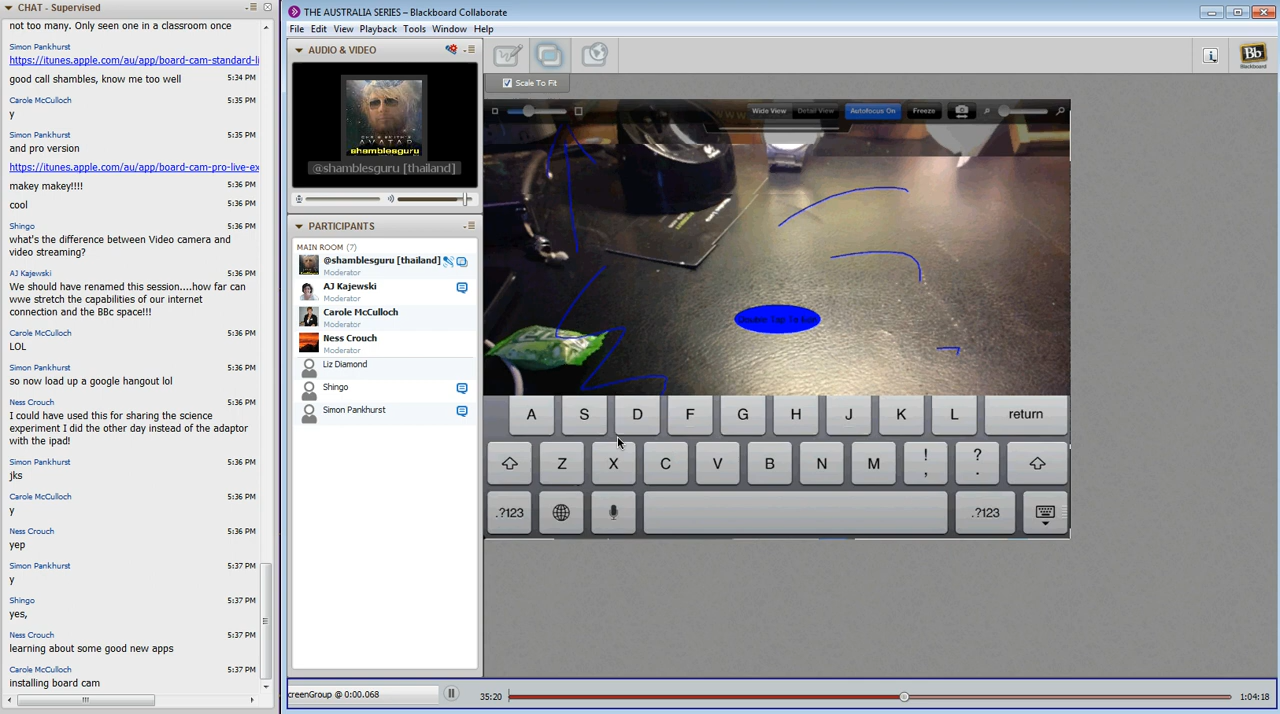 CHAT - Supervised
not too many. Only seen one in a classroom once
Simon Pankhurst
https://itunes.apple.com/au/app/board-cam-standard-li
good call shambles, know me too well 5:34 PM
Carole McCulloch 5:35 PM
y
Simon Pankhurst 5:35 PM
and pro version
https://itunes.apple.com/au/app/board-cam-pro-live-ex
makey makey!!!! 5:36 PM
cool 5:36 PM
Shingo 5:36 PM
what's the difference between Video camera and
video streaming?
AJ Kajewski 5:36 PM
We should have renamed this session....how far can
wwe stretch the capabilities of our internet
connection and the BBc space!!!
Carole McCulloch 5:36 PM
LOL
Simon Pankhurst 5:36 PM
so now load up a google hangout lol
Ness Crouch 5:36 PM
I could have used this for sharing the science
experiment I did the other day instead of the adaptor
with the ipad!
Simon Pankhurst 5:36 PM
jks
Carole McCulloch 5:36 PM
y
Ness Crouch 5:36 PM
yep
Simon Pankhurst 5:37 PM
y
Shingo 5:37 PM
yes,
Ness Crouch 5:37 PM
learning about some good new apps
Carole McCulloch 5:37 PM
installing board cam
THE AUSTRALIA SERIES – Blackboard Collaborate
File Edit View Playback Tools Window Help
AUDIO & VIDEO
AVATAR
shamblesguru
@shamblesguru [thailand]
PARTICIPANTS
MAIN ROOM (7)
@shamblesguru [thailand]
Moderator
AJ Kajewski
Moderator
Carole McCulloch
Moderator
Ness Crouch
Moderator
Liz Diamond
Shingo
Simon Pankhurst
Bb
Blackboard
Scale To Fit
Wide View Detail View Autofocus On Freeze
Double Tap To Edit
A S D F G H J K L return
Z X C V B N M ! , ? .
.?123 .?123
creenGroup @ 0:00.068
35:20
1:04:18